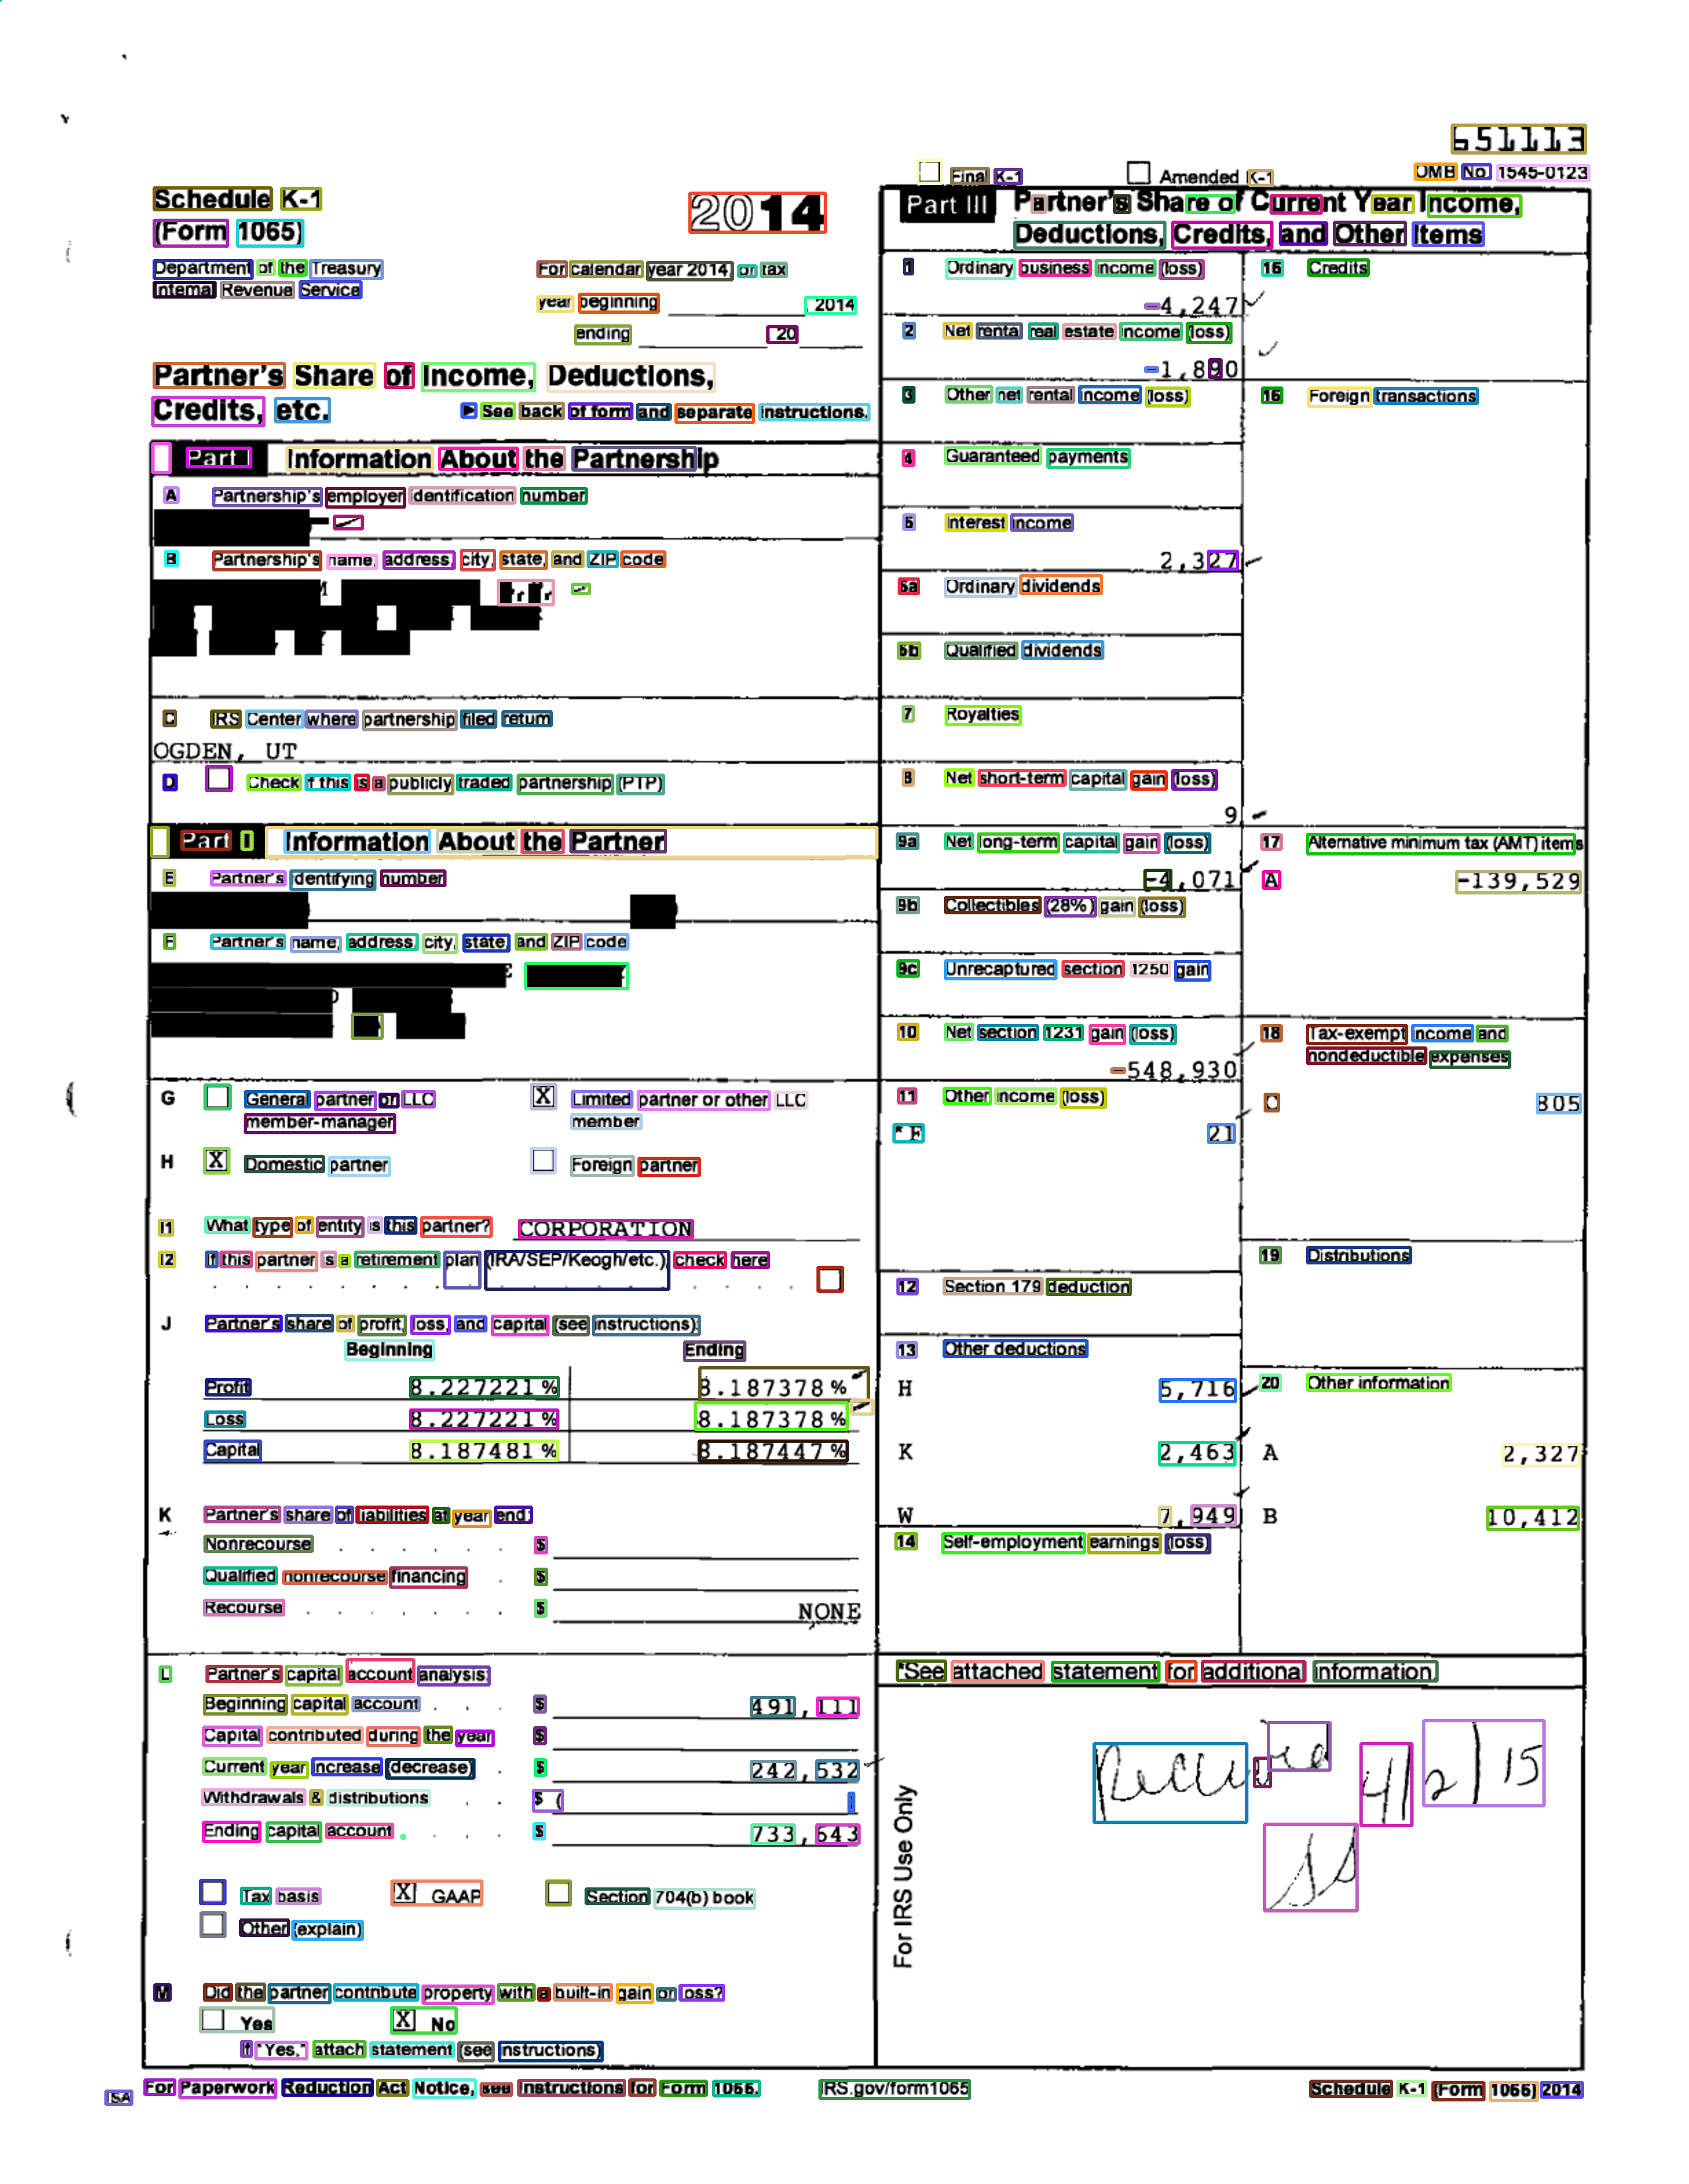 651113
Final K-1 Amended K-1 OMB No 1545-0123
Schedule K-1
(Form 1065)
2014
Department of the Treasury
Internal Revenue Service
For calendar year 2014, or tax
year beginning 2014
ending 20
Partner's Share of Income, Deductions,
Credits, etc. ► See back of form and separate instructions.
Part I Information About the Partnership
A Partnership's employer identification number
B Partnership's name, address, city, state, and ZIP code
C IRS Center where partnership filed return
OGDEN, UT
D Check if this is a publicly traded partnership (PTP)
Part II Information About the Partner
E Partner's identifying number
F Partner's name, address, city, state, and ZIP code
G General partner or LLC member-manager X Limited partner or other LLC member
H X Domestic partner Foreign partner
I1 What type of entity is this partner? CORPORATION
I2 If this partner is a retirement plan (IRA/SEP/Keogh/etc.), check here
J Partner's share of profit, loss, and capital (see instructions)
Beginning Ending
Profit 8.227221 % 8.187378 %
Loss 8.227221 % 8.187378 %
Capital 8.187481 % 8.187447 %
K Partner's share of liabilities at year end:
Nonrecourse $
Qualified nonrecourse financing $
Recourse $ NONE
L Partner's capital account analysis:
Beginning capital account $ 491,111
Capital contributed during the year $
Current year increase (decrease) $ 242,532
Withdrawals & distributions $ ( )
Ending capital account $ 733,643
Tax basis X GAAP Section 704(b) book
Other (explain)
M Did the partner contribute property with a built-in gain or loss?
Yes X No
If "Yes," attach statement (see instructions)
Part III Partner's Share of Current Year Income,
Deductions, Credits, and Other Items
1 Ordinary business income (loss)
-4,247
2 Net rental real estate income (loss)
-1,890
3 Other net rental income (loss)
4 Guaranteed payments
5 Interest income
2,327
6a Ordinary dividends
6b Qualified dividends
7 Royalties
8 Net short-term capital gain (loss)
9
9a Net long-term capital gain (loss)
-4,071
9b Collectibles (28%) gain (loss)
9c Unrecaptured section 1250 gain
10 Net section 1231 gain (loss)
-548,930
11 Other income (loss)
* F 21
12 Section 179 deduction
13 Other deductions
H 5,716
K 2,463
W 7,949
14 Self-employment earnings (loss)
15 Credits
16 Foreign transactions
17 Alternative minimum tax (AMT) items
A -139,529
18 Tax-exempt income and
nondeductible expenses
C 805
19 Distributions
20 Other information
A 2,327
B 10,412
*See attached statement for additional information.
For IRS Use Only
Received 4/2/15
SS
ISA For Paperwork Reduction Act Notice, see Instructions for Form 1065. IRS.gov/form1065 Schedule K-1 (Form 1065) 2014